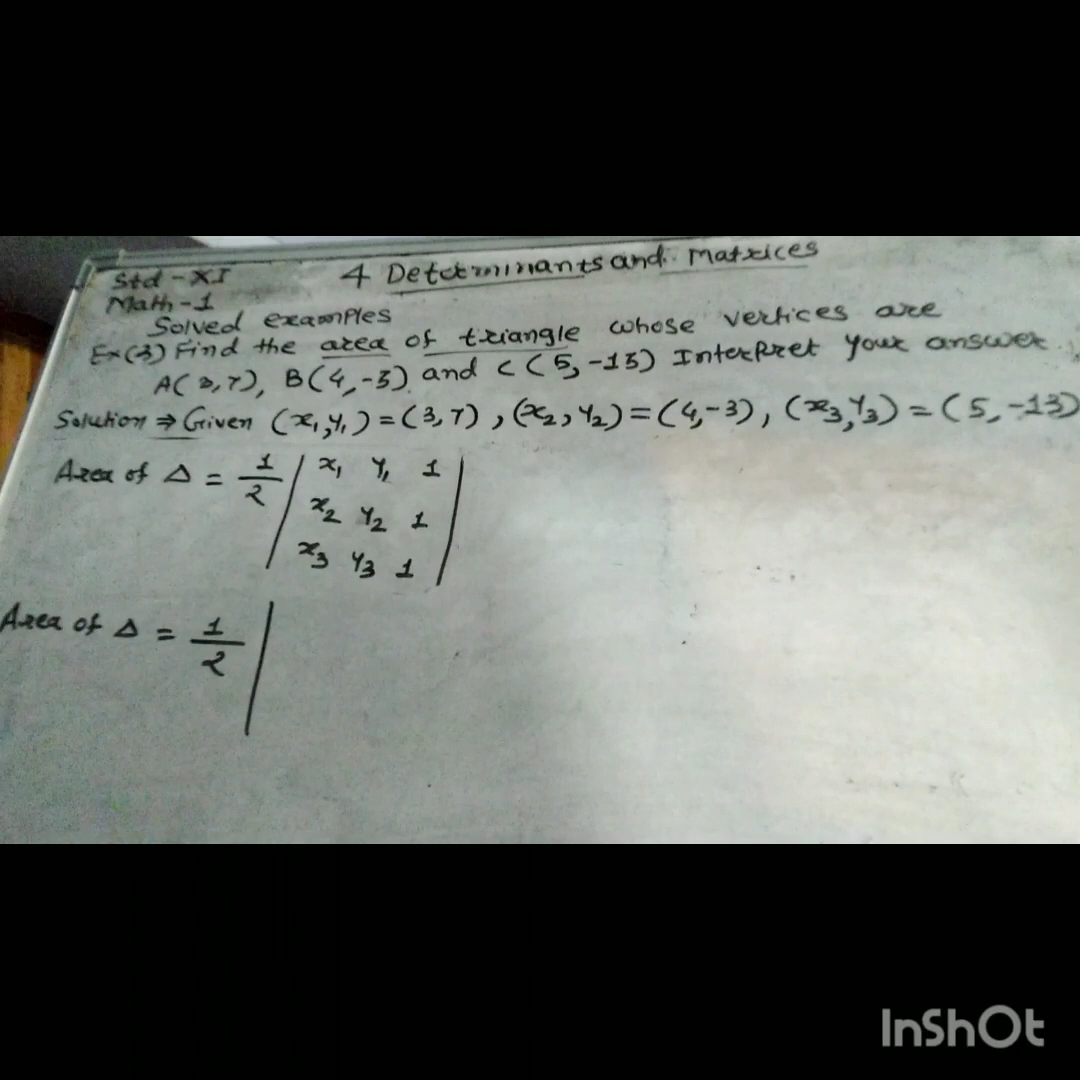 Std - XI 4 Determinants and Matrices
Math-1
Solved examples
Ex(3) Find the area of triangle whose vertices are
A(3,7), B(4,-3) and C(5,-13) Interpret your answer.
Solution ⇒ Given (x₁,y₁) = (3,7), (x₂,y₂) = (4,-3), (x₃,y₃) = (5,-13)
Area of Δ = 1/2 | x₁ y₁ 1 |
x₂ y₂ 1
x₃ y₃ 1
Area of Δ = 1/2 |
InShOt